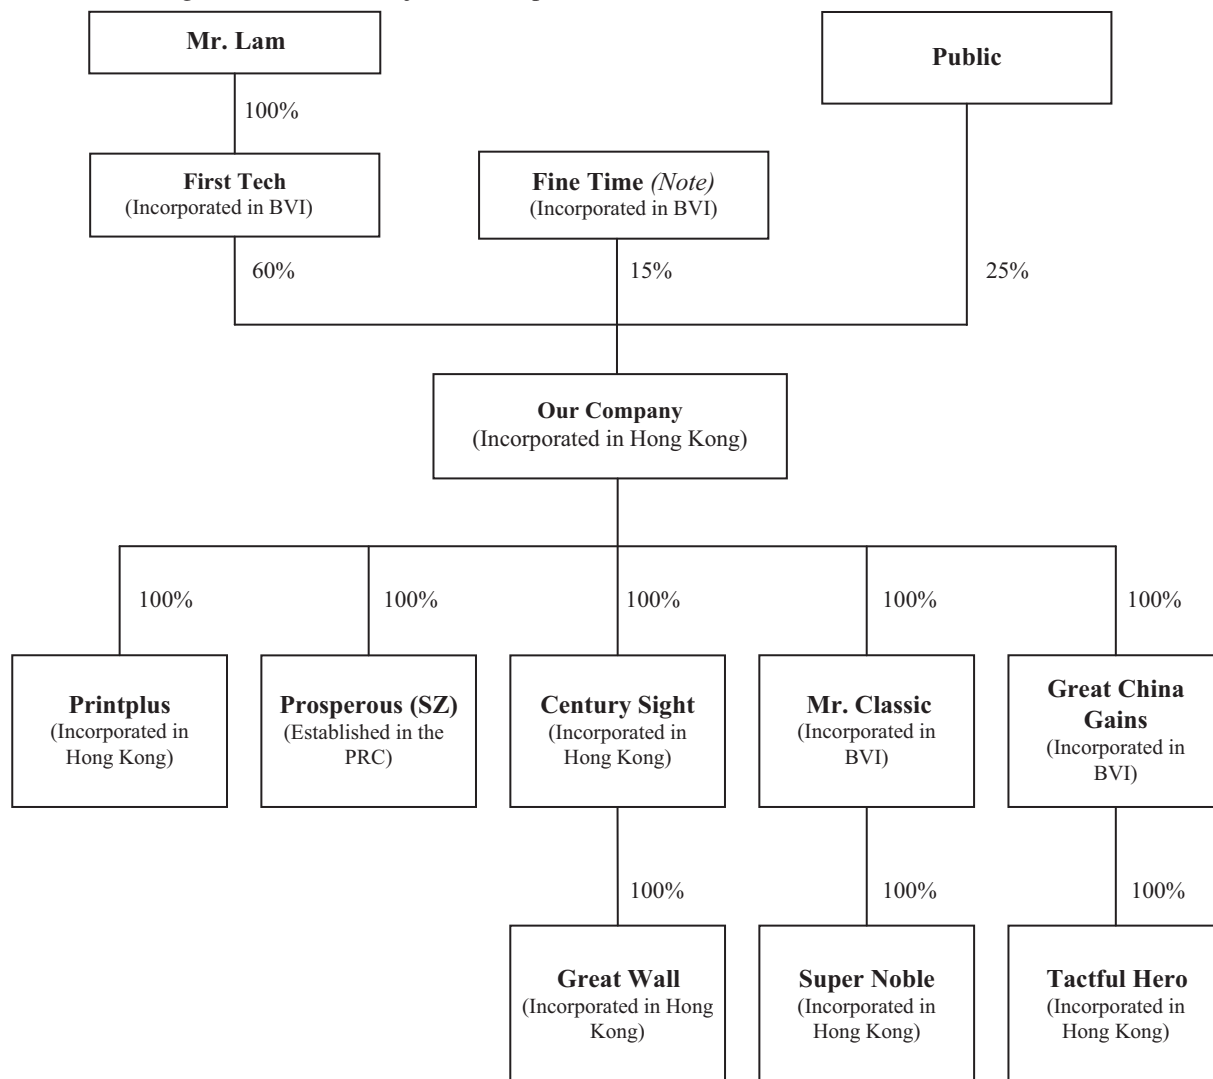 Mr. Lam
Public
100%
First Tech
(Incorporated in BVI)
Fine Time (Note)
(Incorporated in BVI)
60%
15%
25%
Our Company
(Incorporated in Hong Kong)
100%
100%
100%
100%
100%
Printplus
(Incorporated in
Hong Kong)
Prosperous (SZ)
(Established in the
PRC)
Century Sight
(Incorporated in
Hong Kong)
Mr. Classic
(Incorporated in
BVI)
Great China
Gains
(Incorporated in
BVI)
100%
100%
100%
Great Wall
(Incorporated in Hong
Kong)
Super Noble
(Incorporated in
Hong Kong)
Tactful Hero
(Incorporated in
Hong Kong)